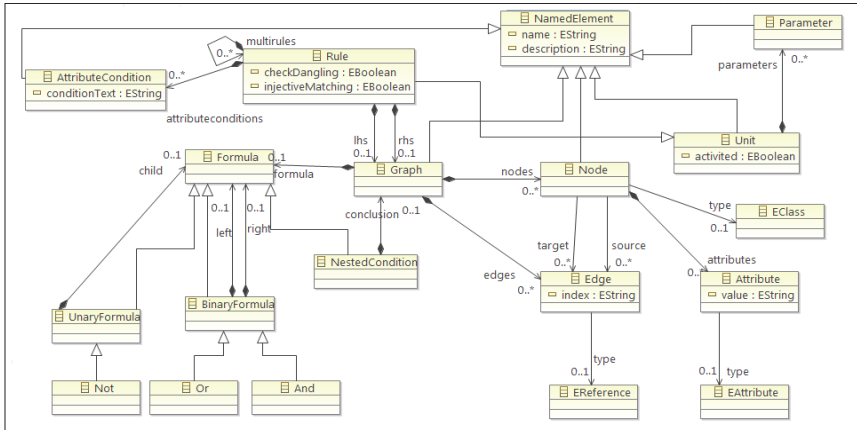 NamedElement
name : EString
description : EString
Parameter
multirules
0..*
Rule
checkDangling : EBoolean
injectiveMatching : EBoolean
AttributeCondition
conditionText : EString
0..*
attributeconditions
parameters
0..*
Unit
activited : EBoolean
lhs
rhs
0..1
0..1
0..1
Formula
0..1
formula
child
Graph
nodes
0..*
Node
type
0..1
EClass
0..1
0..1
left
right
conclusion
0..1
NestedCondition
target
source
0..*
0..*
attributes
0..
edges
0..*
Edge
index : EString
Attribute
value : EString
UnaryFormula
BinaryFormula
type
0..1
type
0..1
Not
Or
And
EReference
EAttribute